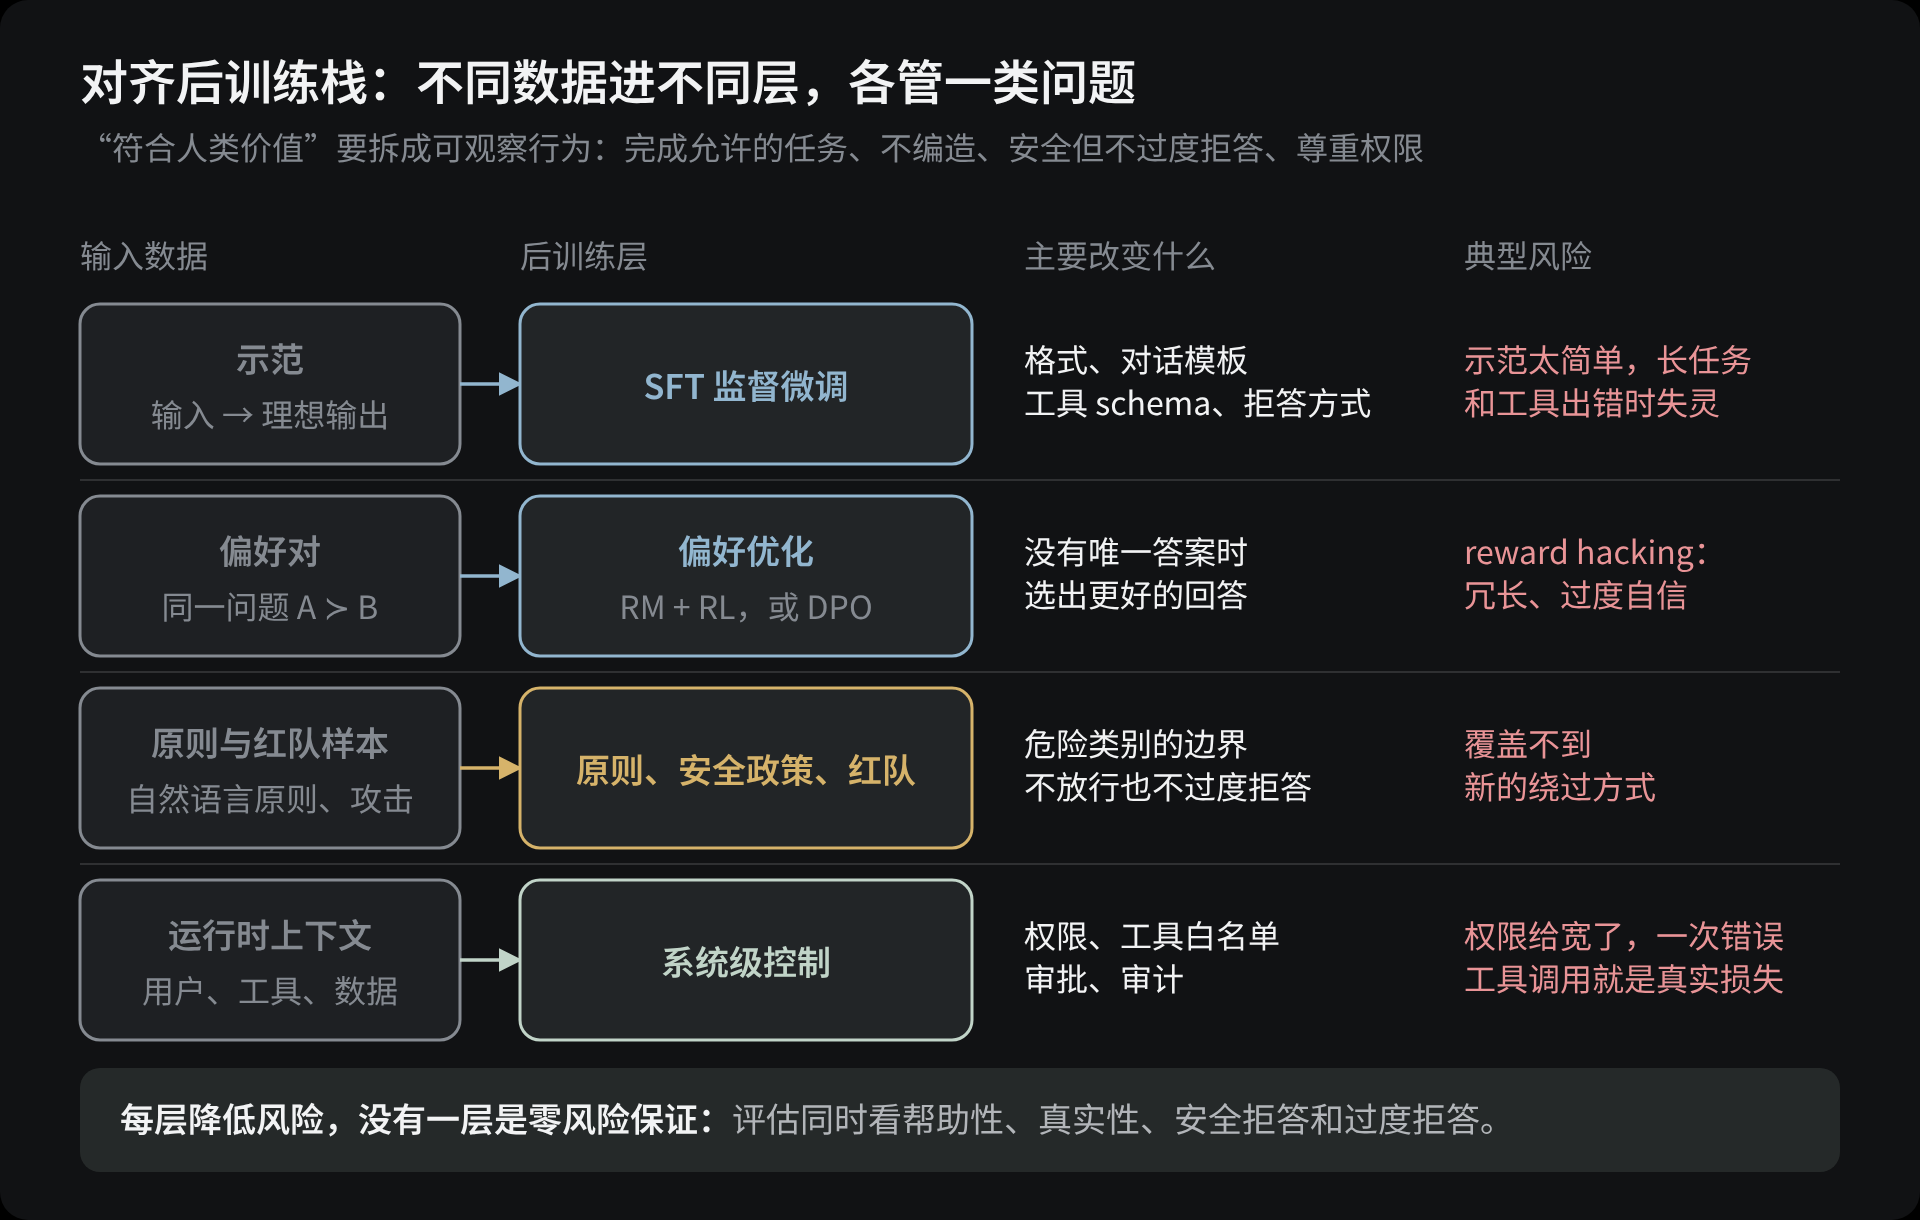 对齐后训练栈：不同数据进不同层，各管一类问题
“符合人类价值”要拆成可观察行为：完成允许的任务、不编造、安全但不过度拒答、尊重权限
输入数据
后训练层
主要改变什么
典型风险
示范
输入 → 理想输出
SFT 监督微调
格式、对话模板
工具 schema、拒答方式
示范太简单，长任务
和工具出错时失灵
偏好对
同一问题 A ≻ B
偏好优化
RM + RL，或 DPO
没有唯一答案时
选出更好的回答
reward hacking：
冗长、过度自信
原则与红队样本
自然语言原则、攻击
原则、安全政策、红队
危险类别的边界
不放行也不过度拒答
覆盖不到
新的绕过方式
运行时上下文
用户、工具、数据
系统级控制
权限、工具白名单
审批、审计
权限给宽了，一次错误
工具调用就是真实损失
每层降低风险，没有一层是零风险保证：评估同时看帮助性、真实性、安全拒答和过度拒答。